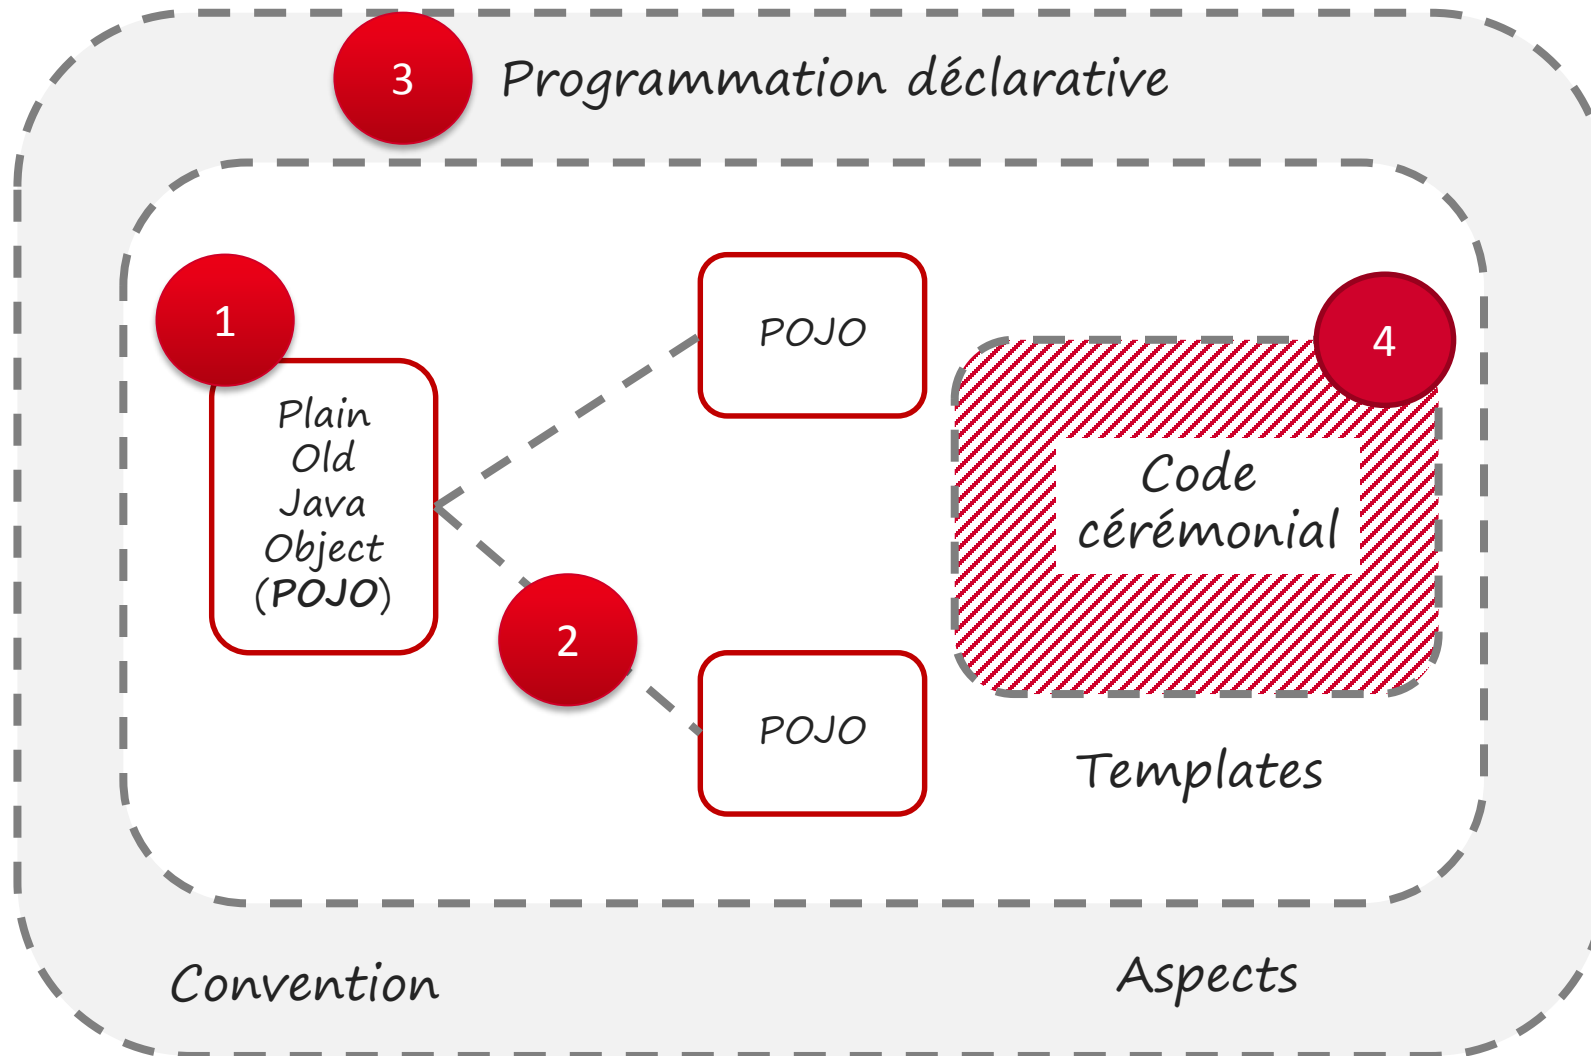 3
Programmation déclarative
1
Plain
Old
Java
Object
(POJO)
POJO
2
POJO
4
Code
cérémonial
Templates
Convention
Aspects